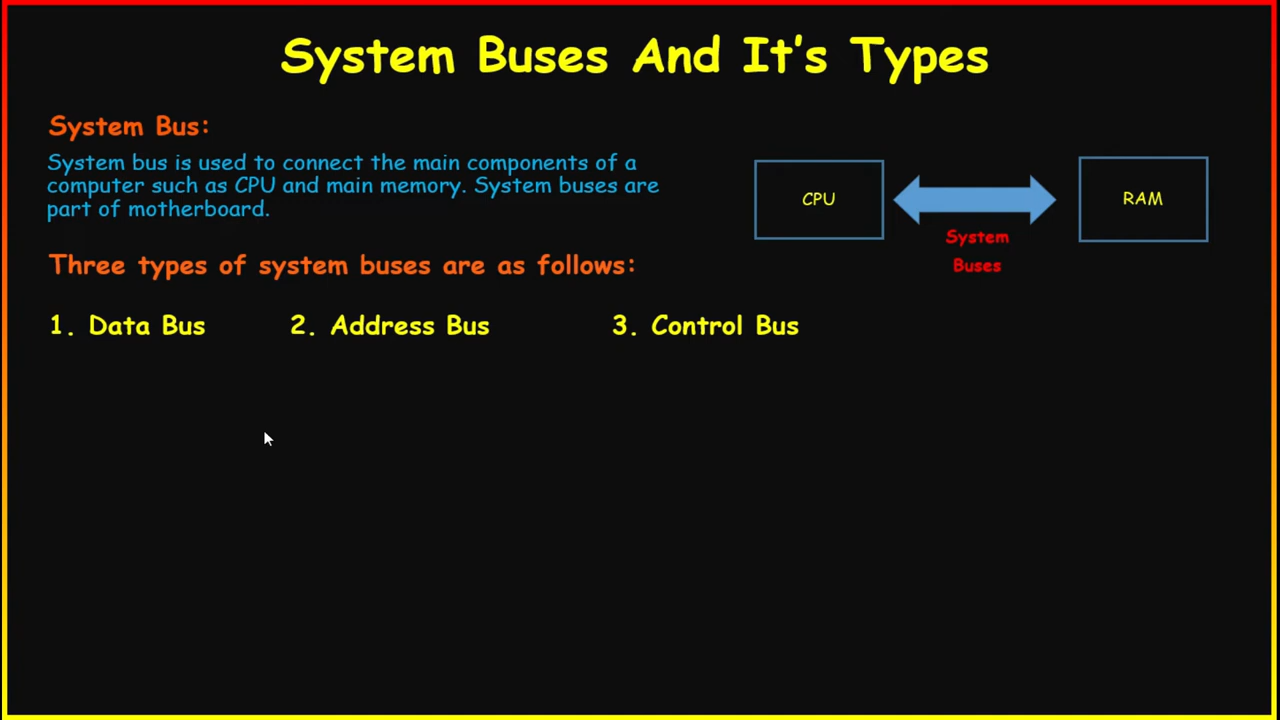 System Buses And It's Types
System Bus:
System bus is used to connect the main components of a
computer such as CPU and main memory. System buses are
part of motherboard.
CPU
RAM
System
Buses
Three types of system buses are as follows:
1. Data Bus 2. Address Bus 3. Control Bus